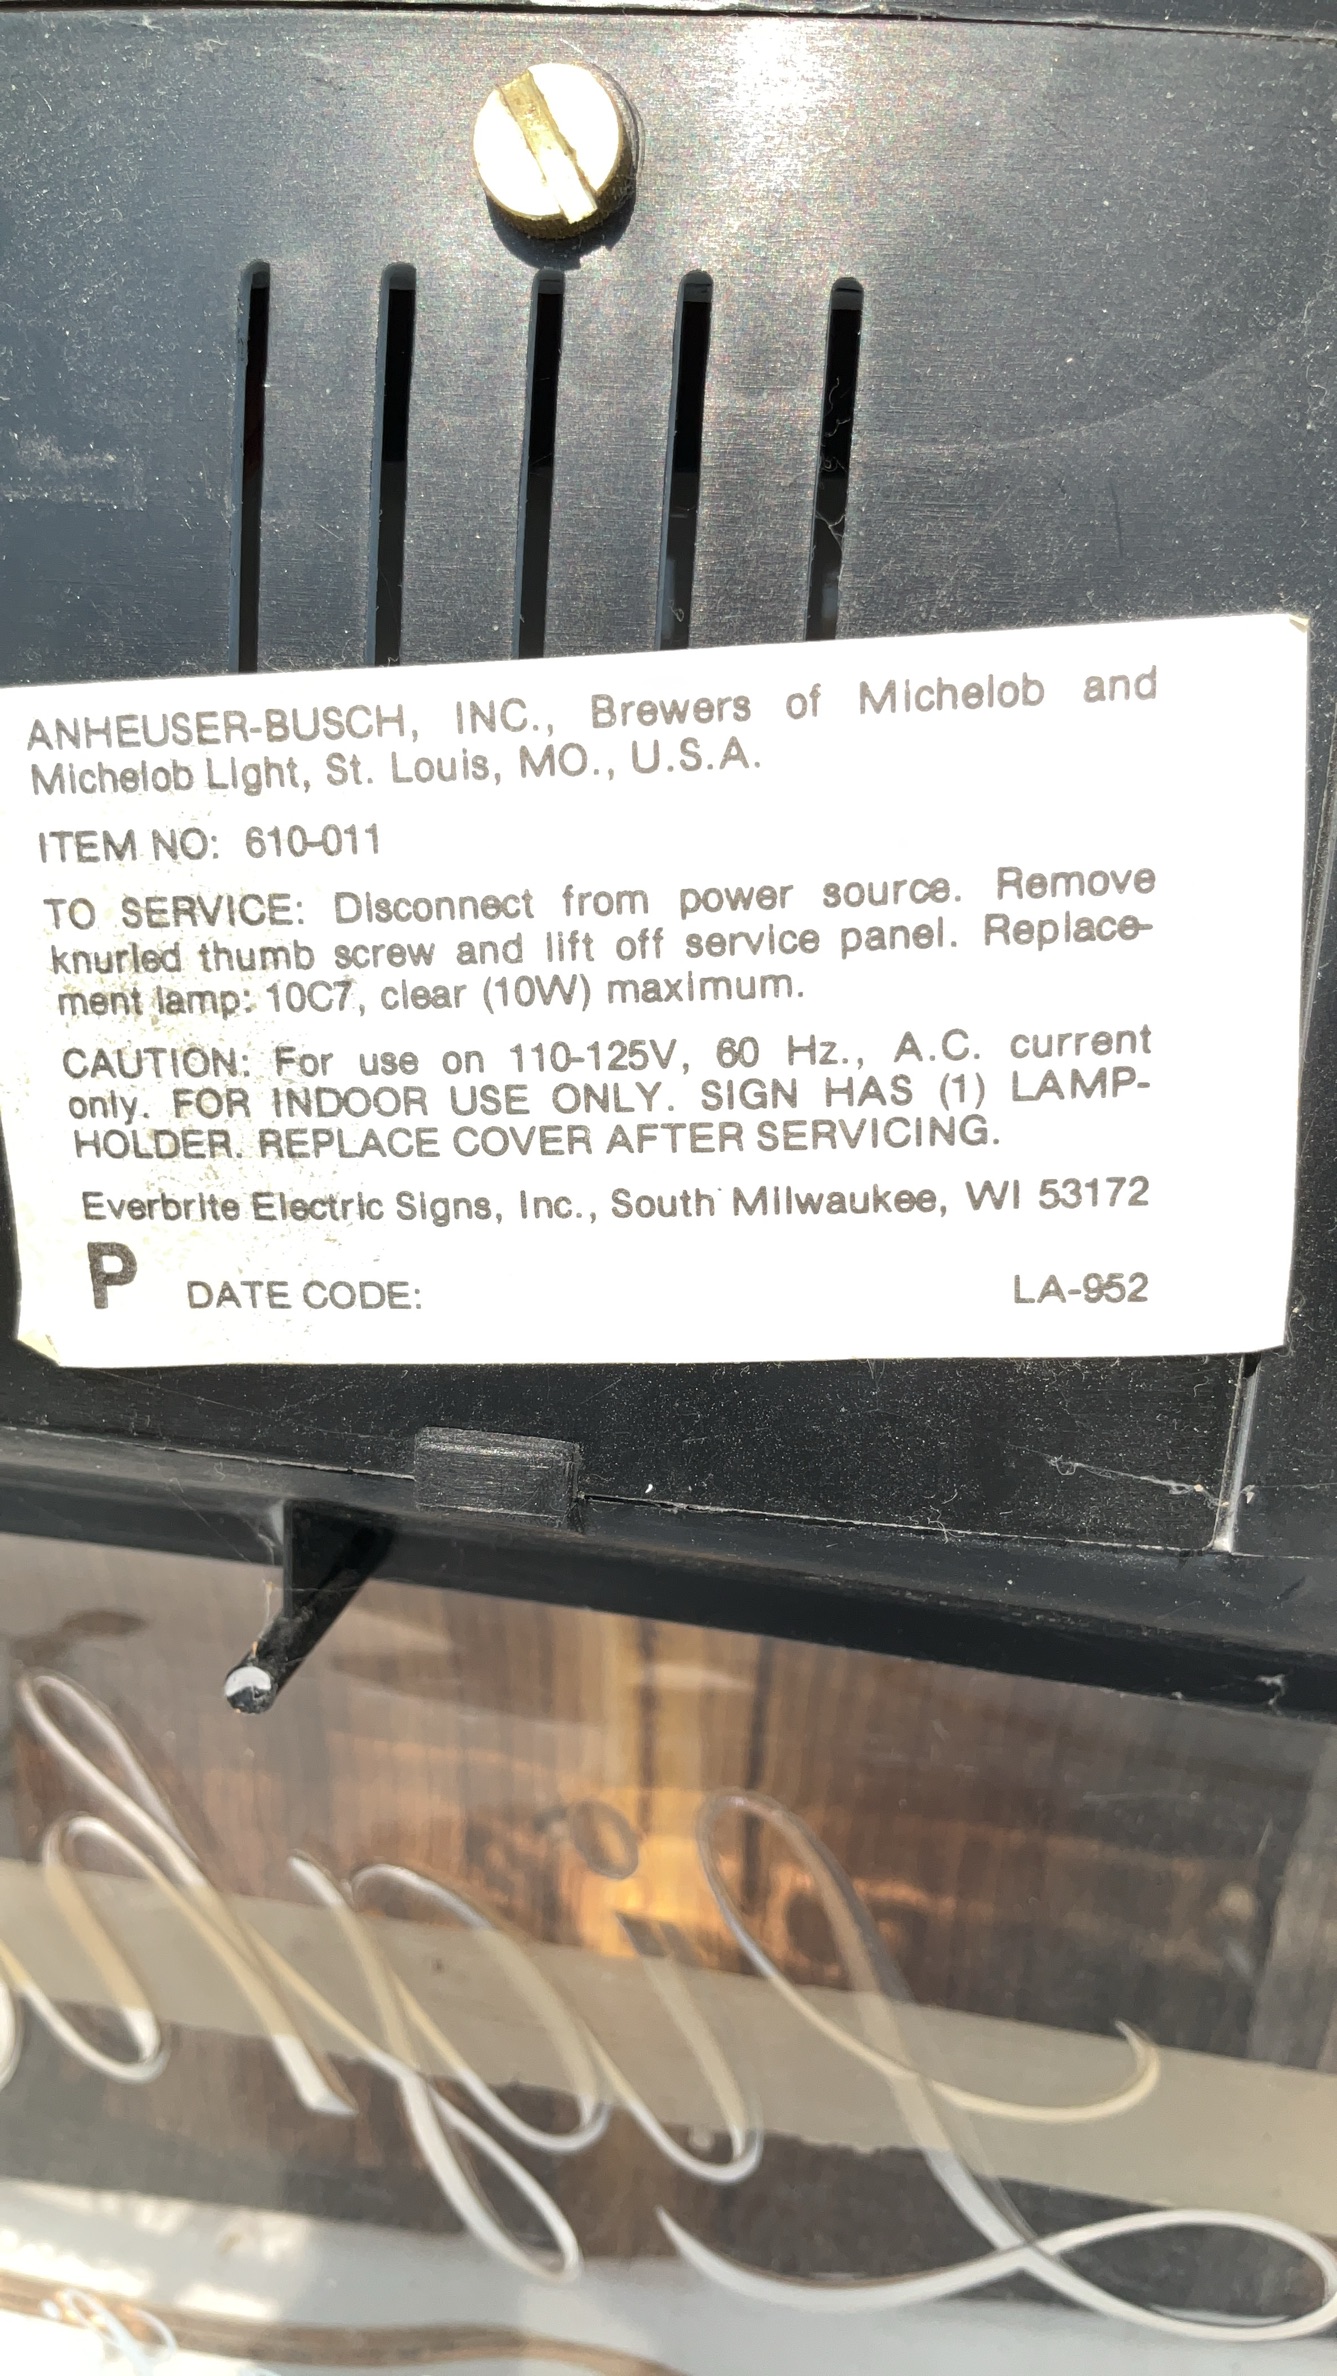 ANHEUSER-BUSCH, INC., Brewers of Michelob and
Michelob Light, St. Louis, MO., U.S.A.
ITEM NO: 610-011
TO SERVICE: Disconnect from power source. Remove
knurled thumb screw and lift off service panel. Replace-
ment lamp: 10C7, clear (10W) maximum.
CAUTION: For use on 110-125V, 60 Hz., A.C. current
only. FOR INDOOR USE ONLY. SIGN HAS (1) LAMP-
HOLDER. REPLACE COVER AFTER SERVICING.
Everbrite Electric Signs, Inc., South Milwaukee, WI 53172
P DATE CODE: LA-952